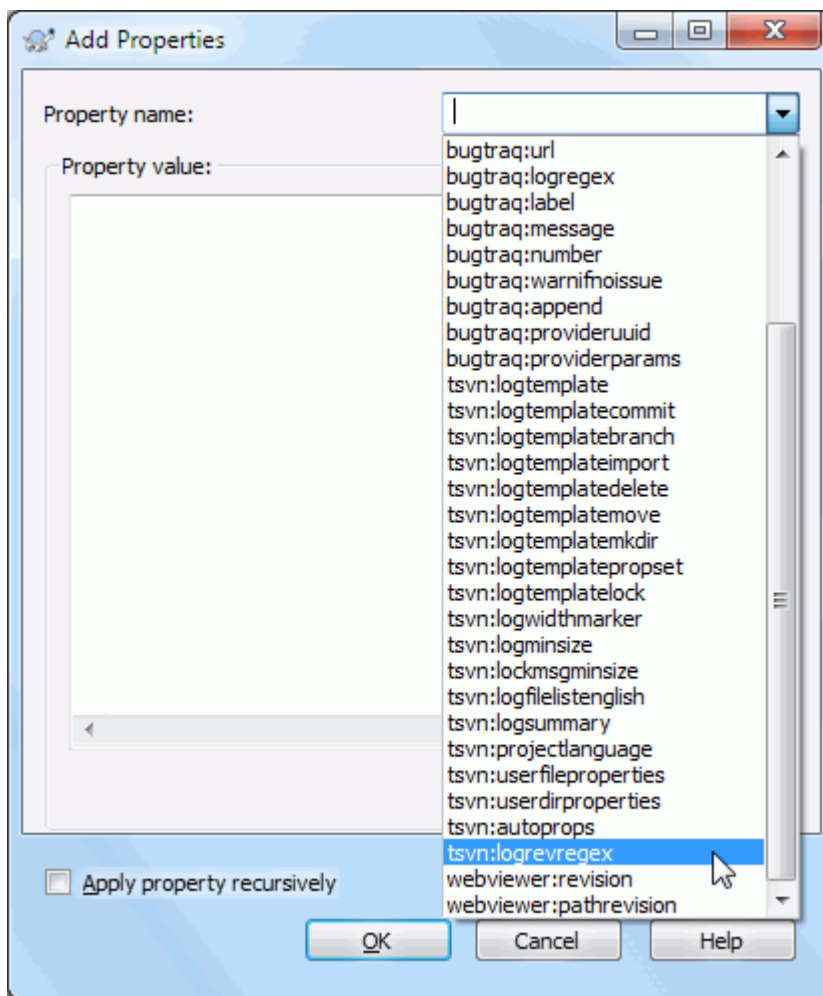 Add Properties
Property name:
Property value:
bugtraq:url
bugtraq:logregex
bugtraq:label
bugtraq:message
bugtraq:number
bugtraq:warnifnoissue
bugtraq:append
bugtraq:provideruuid
bugtraq:providerparams
tsvn:logtemplate
tsvn:logtemplatecommit
tsvn:logtemplatebranch
tsvn:logtemplateimport
tsvn:logtemplatedelete
tsvn:logtemplatemove
tsvn:logtemplatemkdir
tsvn:logtemplatepropset
tsvn:logtemplatelock
tsvn:logwidthmarker
tsvn:logminsize
tsvn:lockmsgminsize
tsvn:logfilelistenglish
tsvn:logsummary
tsvn:projectlanguage
tsvn:userfileproperties
tsvn:userdirproperties
tsvn:autoprops
tsvn:logrevregex
webviewer:revision
webviewer:pathrevision
Apply property recursively
OK Cancel Help